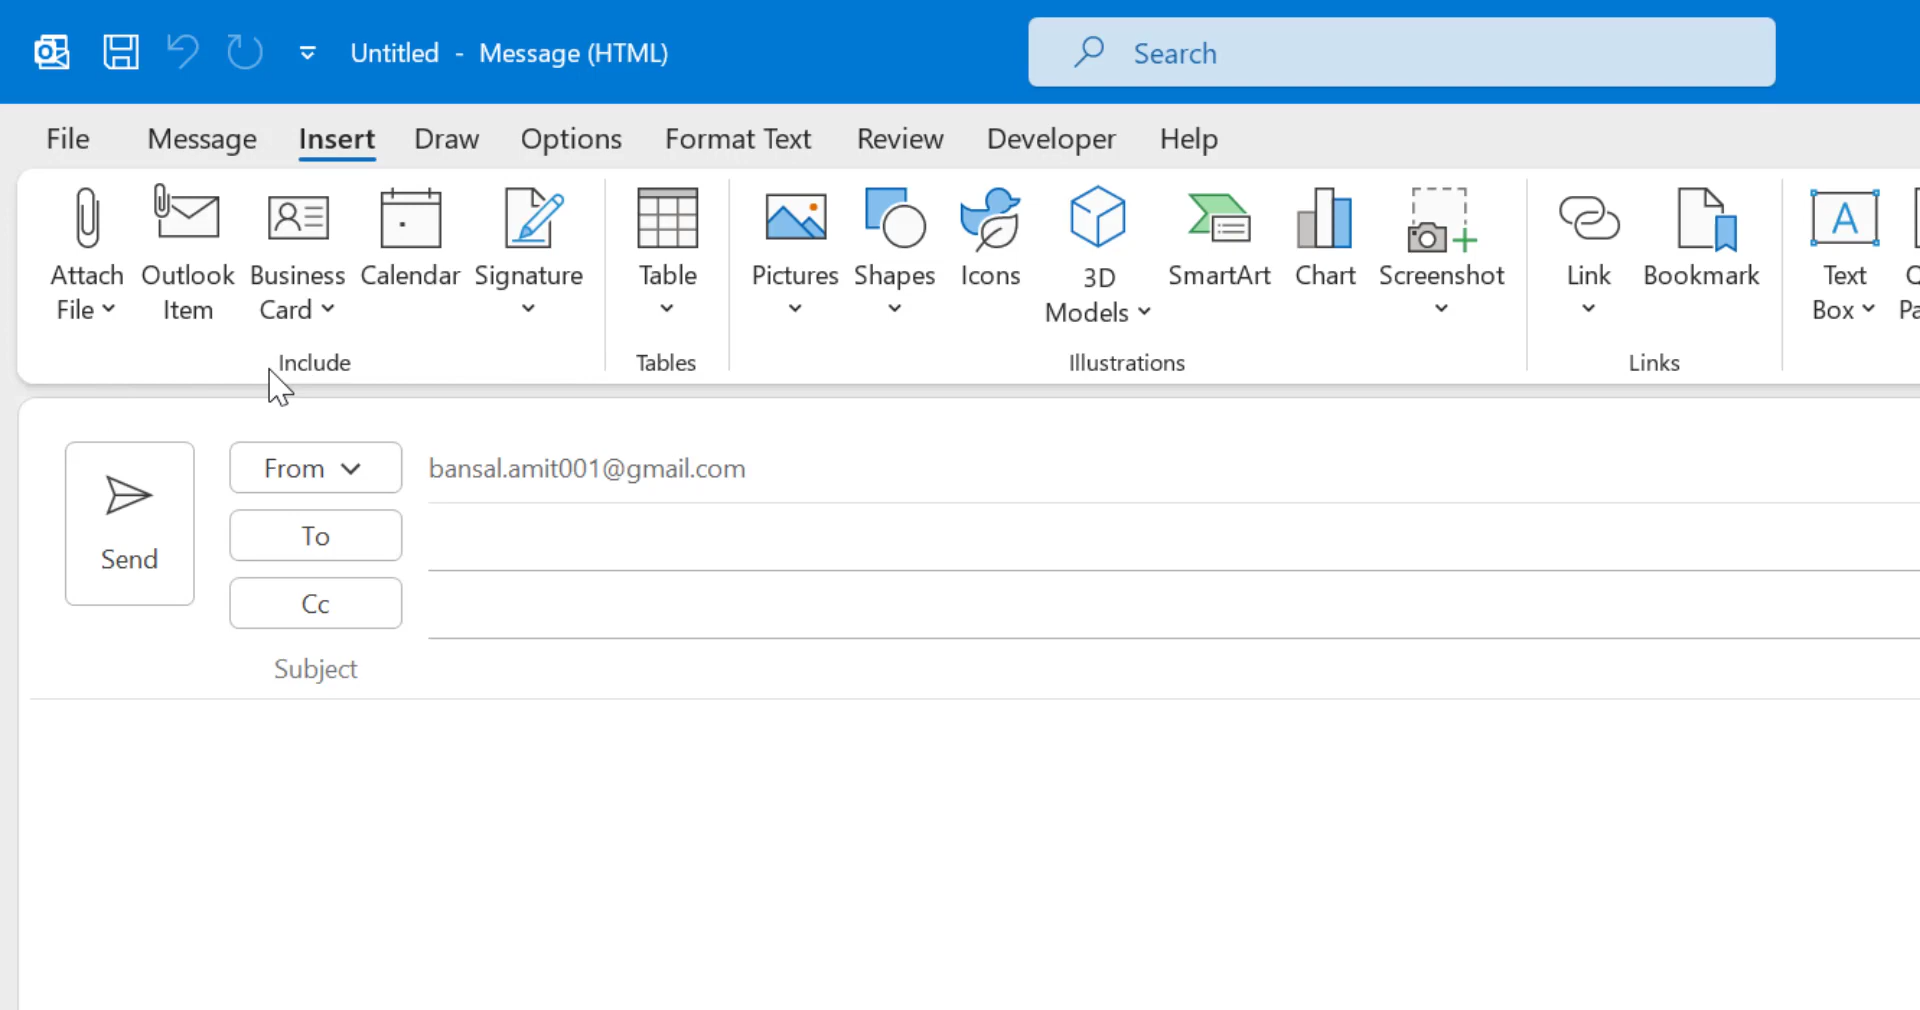 Untitled - Message (HTML)
Search
File Message Insert Draw Options Format Text Review Developer Help
Attach File
Outlook Item
Business Card
Calendar
Signature
Table
Pictures
Shapes
Icons
3D Models
SmartArt
Chart
Screenshot
Link
Bookmark
Text Box
Include
Tables
Illustrations
Links
Send
From bansal.amit001@gmail.com
To
Cc
Subject